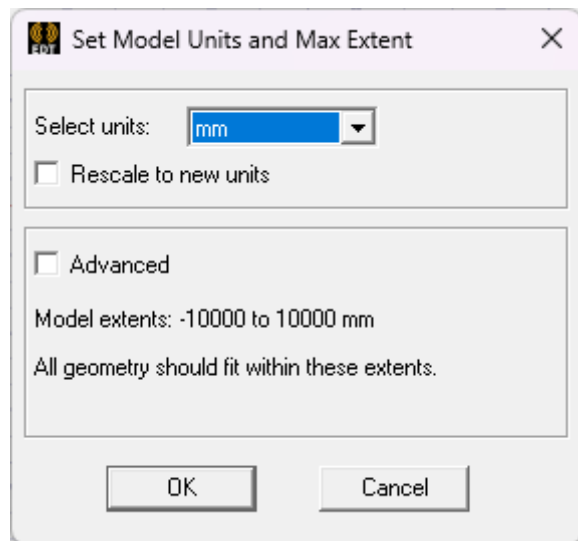 EDT Set Model Units and Max Extent
Select units: mm
Rescale to new units
Advanced
Model extents: -10000 to 10000 mm
All geometry should fit within these extents.
OK Cancel